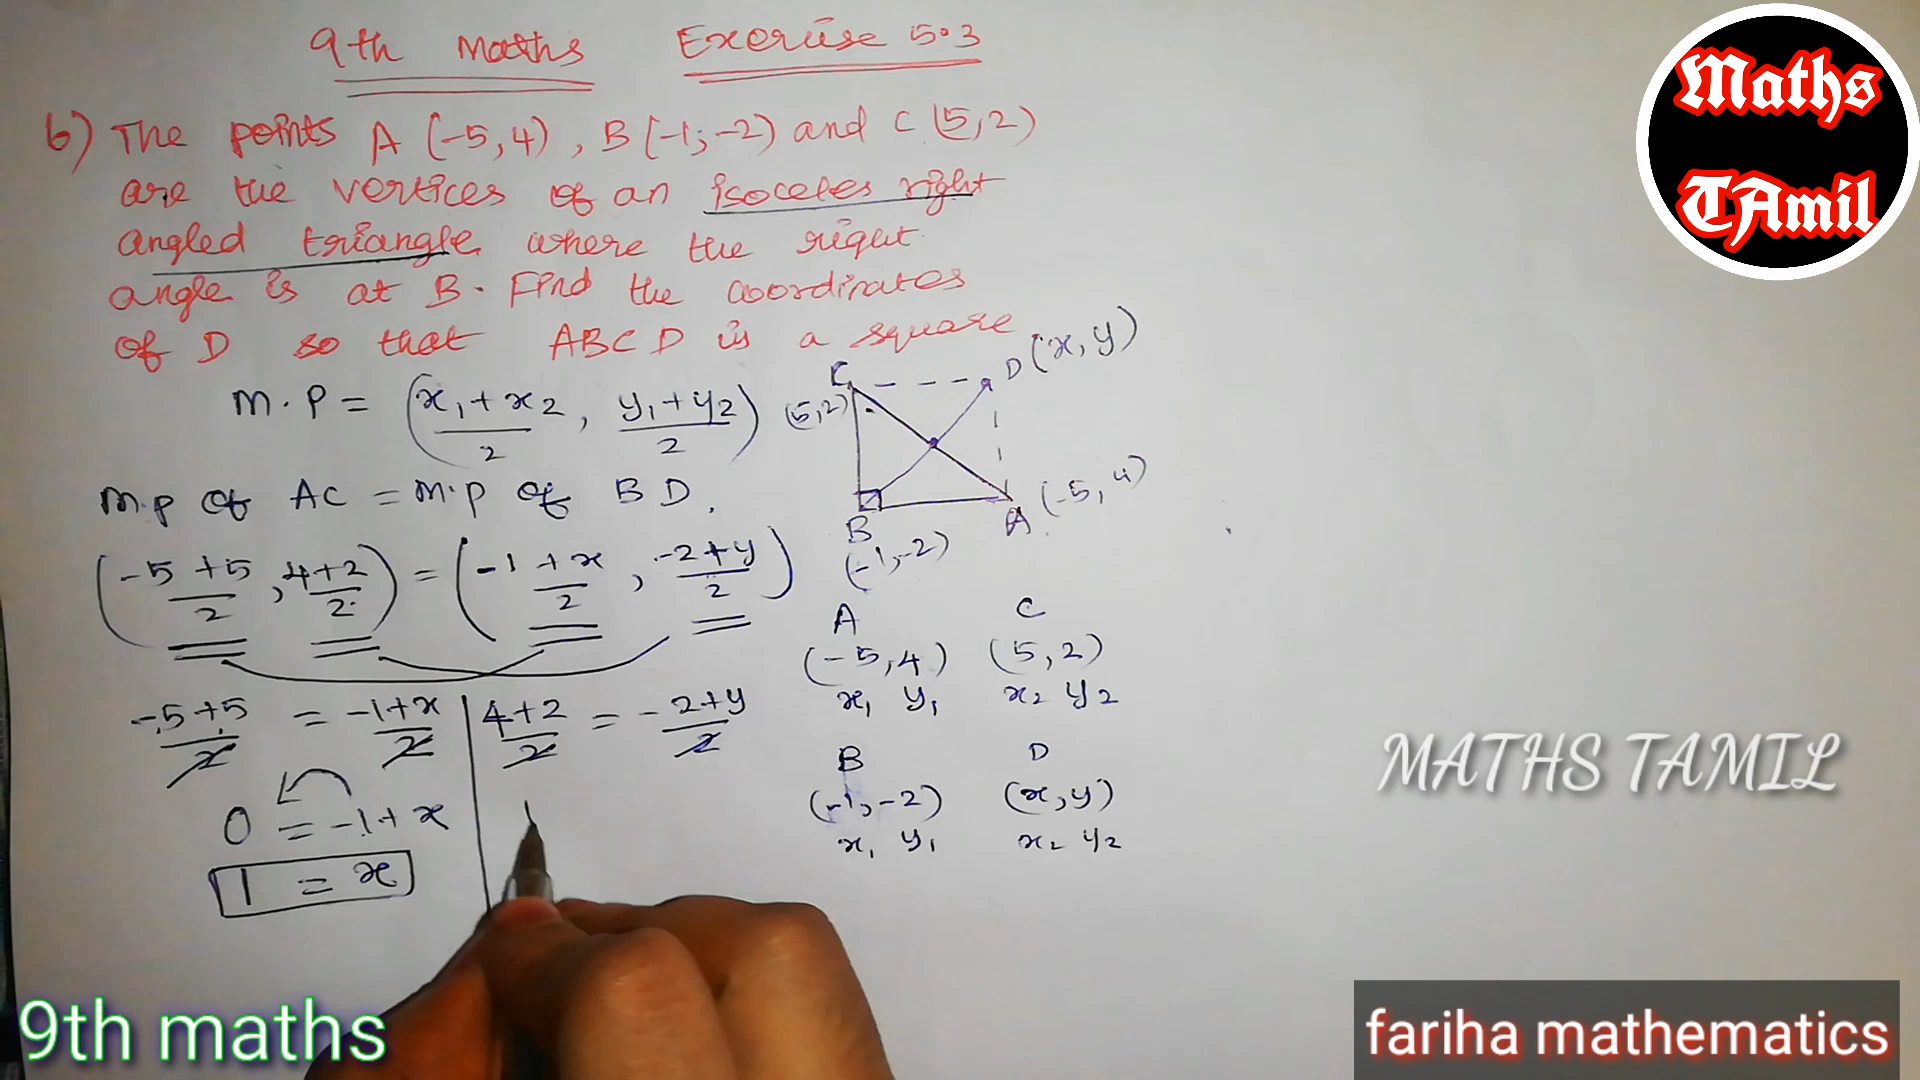 9th Maths Exercise 5.3
6) The points A (-5,4), B (-1,-2) and C (5,2)
are the vertices of an isoceles right
angled triangle where the right
angle is at B. Find the coordinates
of D so that ABCD is a square
M.P = (x₁+x₂/2, y₁+y₂/2)
M.p of AC = M.p of BD.
(-5+5/2, 4+2/2) = (-1+x/2, -2+y/2)
-5+5/2 = -1+x/2
0 = -1+x
1 = x
4+2/2 = -2+y/2
C
(5,2)
D (x,y)
B
(-1,-2)
A (-5,4)
A C
(-5,4) (5,2)
x₁ y₁ x₂ y₂
B D
(-1,-2) (x,y)
x₁ y₁ x₂ y₂
Maths
TAmil
MATHS TAMIL
9th maths
fariha mathematics